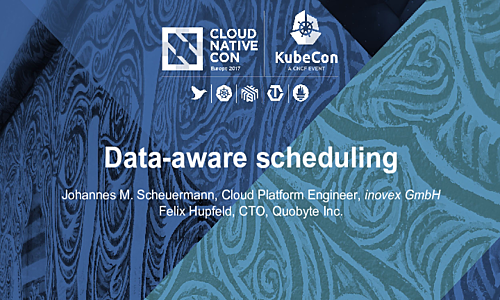 CLOUD
NATIVE
CON
Europe 2017
KubeCon
A CNCF EVENT
Data-aware scheduling
Johannes M. Scheuermann, Cloud Platform Engineer, inovex GmbH
Felix Hupfeld, CTO, Quobyte Inc.